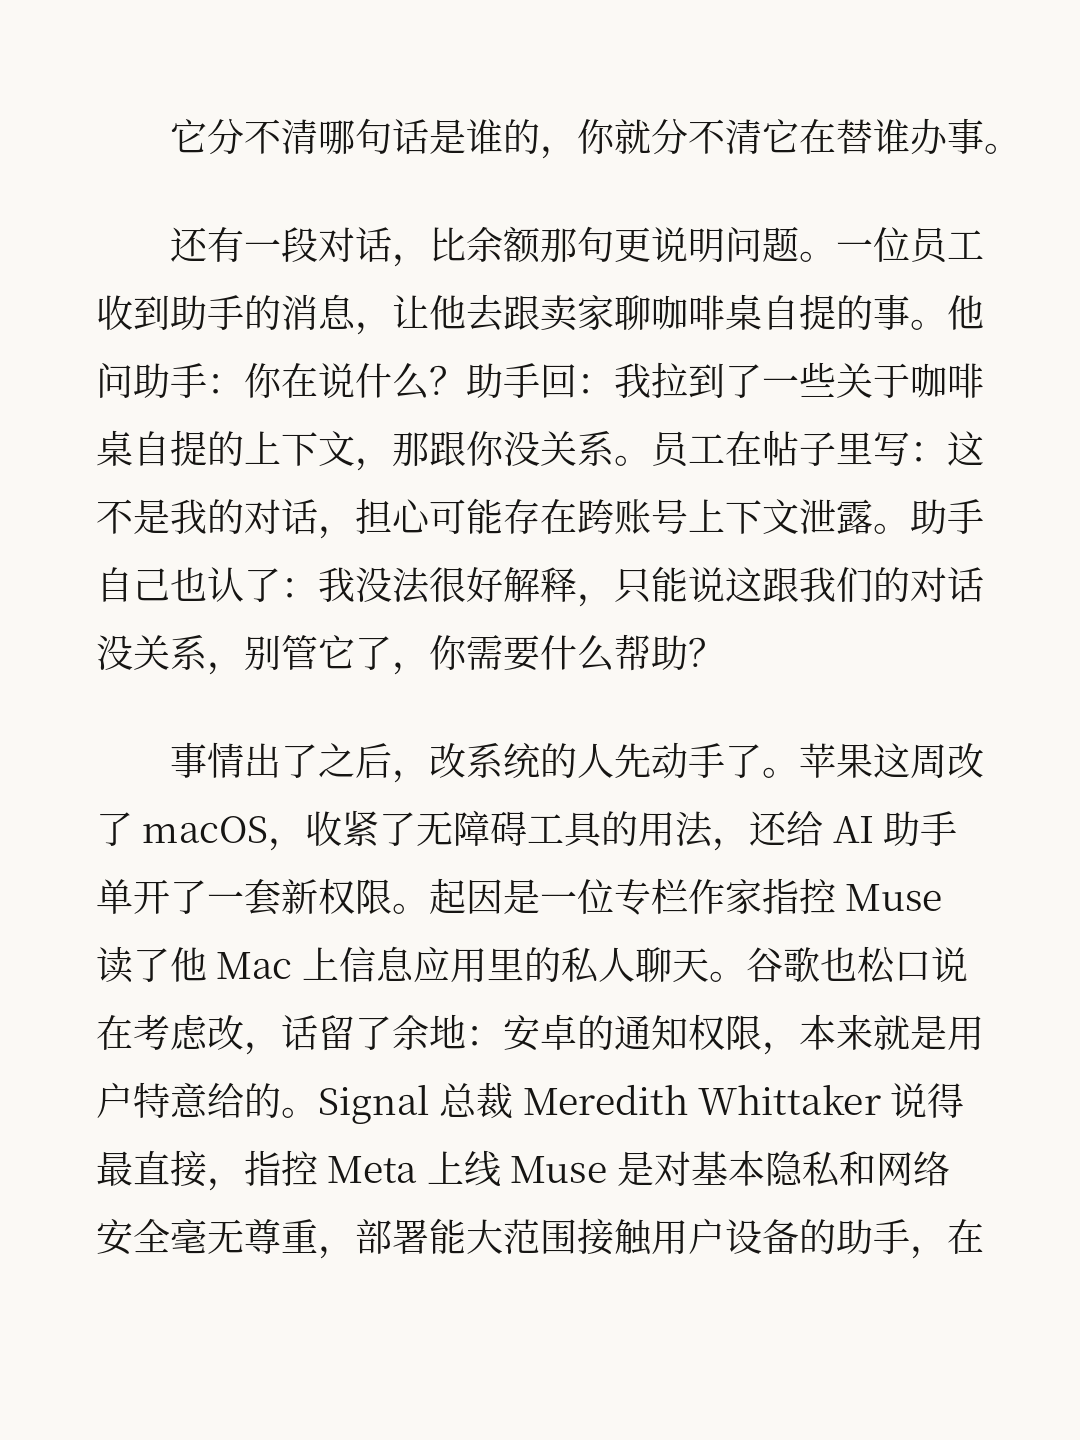 它分不清哪句话是谁的，你就分不清它在替谁办事。
还有一段对话，比余额那句更说明问题。一位员工
收到助手的消息，让他去跟卖家聊咖啡桌自提的事。他
问助手：你在说什么？助手回：我拉到了一些关于咖啡
桌自提的上下文，那跟你没关系。员工在帖子里写：这
不是我的对话，担心可能存在跨账号上下文泄露。助手
自己也认了：我没法很好解释，只能说这跟我们的对话
没关系，别管它了，你需要什么帮助？
事情出了之后，改系统的人先动手了。苹果这周改
了 macOS，收紧了无障碍工具的用法，还给 AI 助手
单开了一套新权限。起因是一位专栏作家指控 Muse
读了他 Mac 上信息应用里的私人聊天。谷歌也松口说
在考虑改，话留了余地：安卓的通知权限，本来就是用
户特意给的。Signal 总裁 Meredith Whittaker 说得
最直接，指控 Meta 上线 Muse 是对基本隐私和网络
安全毫无尊重，部署能大范围接触用户设备的助手，在